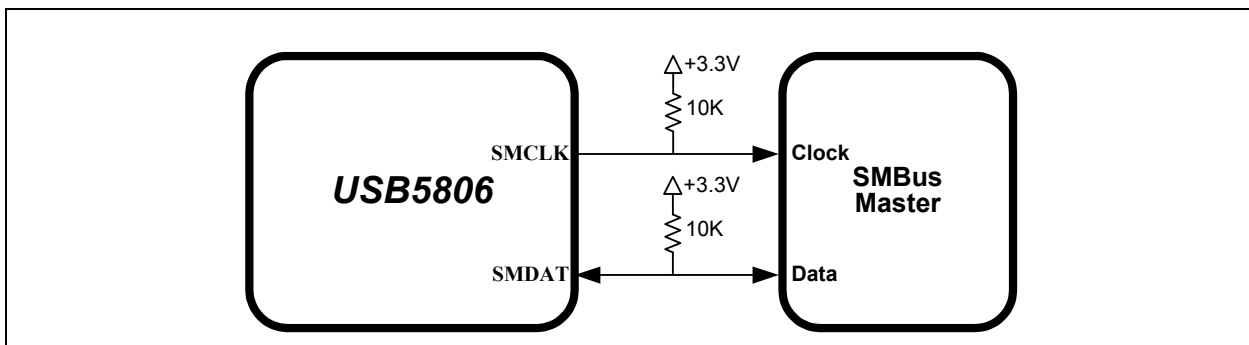 +3.3V
10K
SMCLK
Clock
USB5806
+3.3V
SMBus
Master
10K
SMDAT
Data